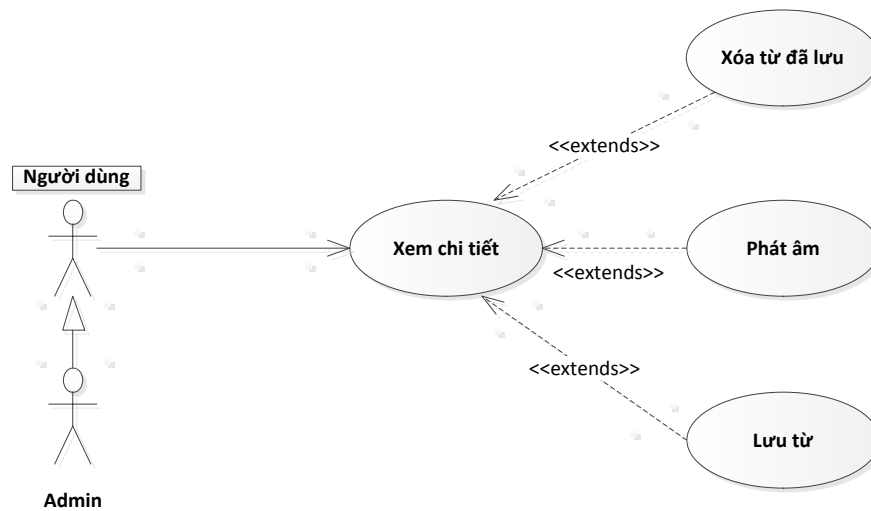 Xóa từ đã lưu
<<extends>>
Người dùng
Xem chi tiết
Phát âm
<<extends>>
<<extends>>
Lưu từ
Admin